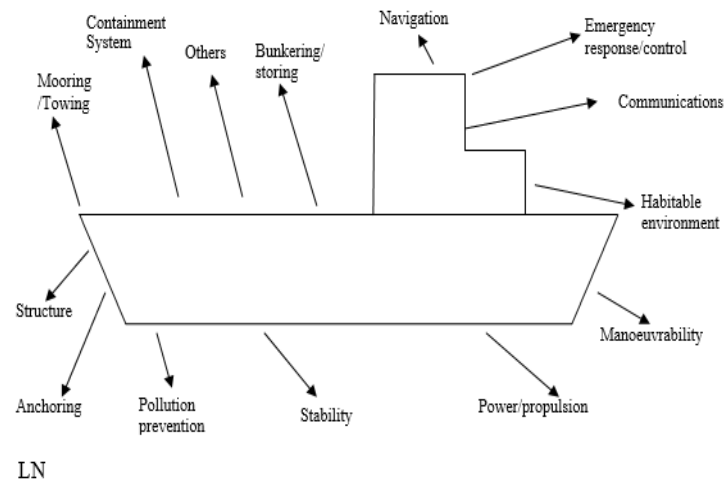 Containment
System
Others
Bunkering/
storing
Navigation
Emergency
response/control
Mooring
/Towing
Communications
Habitable
environment
Structure
Manoeuvrability
Anchoring
Pollution
prevention
Stability
Power/propulsion
LN